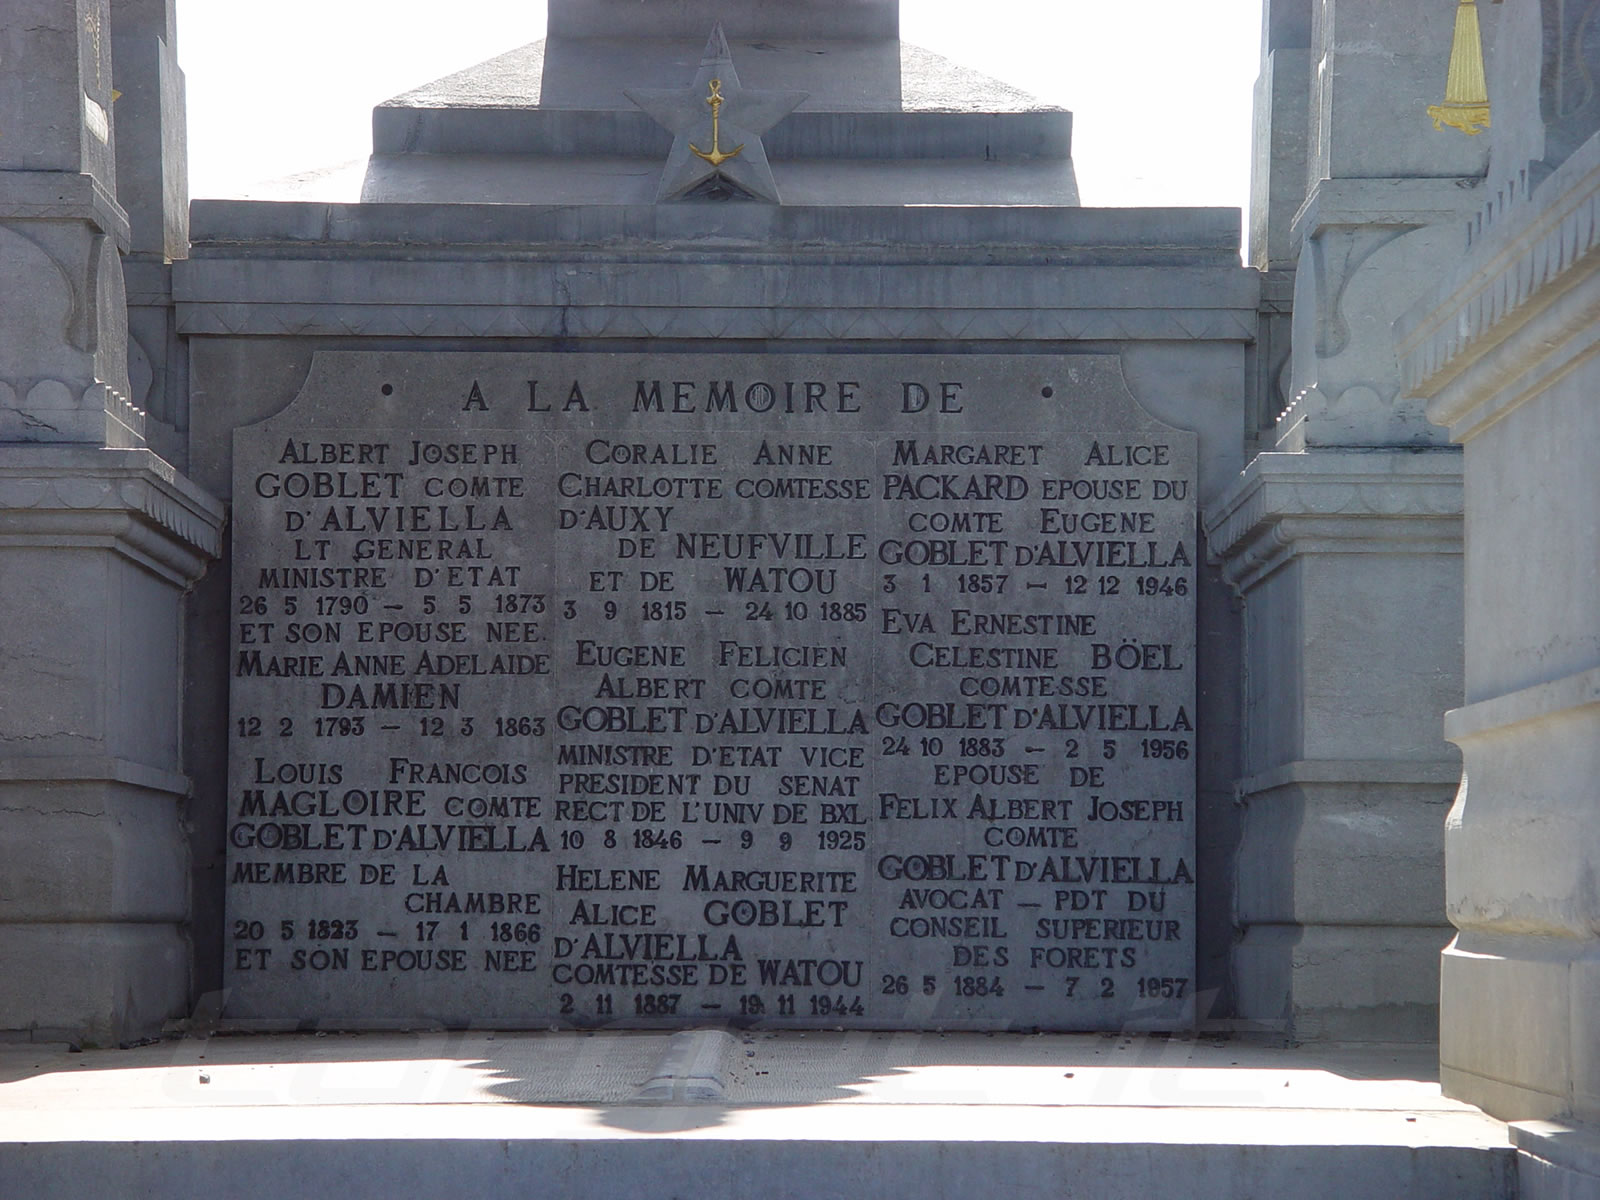 A LA MEMOIRE DE
ALBERT JOSEPH
GOBLET COMTE
D'ALVIELLA
LT GENERAL
MINISTRE D'ETAT
26 5 1790 – 5 5 1873
ET SON EPOUSE NEE.
MARIE ANNE ADELAIDE
DAMIEN
12 2 1793 – 12 3 1863
LOUIS FRANCOIS
MAGLOIRE COMTE
GOBLET D'ALVIELLA
MEMBRE DE LA
CHAMBRE
20 5 1823 – 17 1 1866
ET SON EPOUSE NEE
CORALIE ANNE
CHARLOTTE COMTESSE
D'AUXY
DE NEUFVILLE
ET DE WATOU
3 9 1815 – 24 10 1885
EUGENE FELICIEN
ALBERT COMTE
GOBLET D'ALVIELLA
MINISTRE D'ETAT VICE
PRESIDENT DU SENAT
RECT DE L'UNIV DE BXL
10 8 1846 – 9 9 1925
HELENE MARGUERITE
ALICE GOBLET
D'ALVIELLA
COMTESSE DE WATOU
2 11 1887 – 19 11 1944
MARGARET ALICE
PACKARD EPOUSE DU
COMTE EUGENE
GOBLET D'ALVIELLA
3 1 1857 – 12 12 1946
EVA ERNESTINE
CELESTINE BÖEL
COMTESSE
GOBLET D'ALVIELLA
24 10 1883 – 2 5 1956
EPOUSE DE
FELIX ALBERT JOSEPH
COMTE
GOBLET D'ALVIELLA
AVOCAT – PDT DU
CONSEIL SUPERIEUR
DES FORETS
26 5 1884 – 7 2 1957